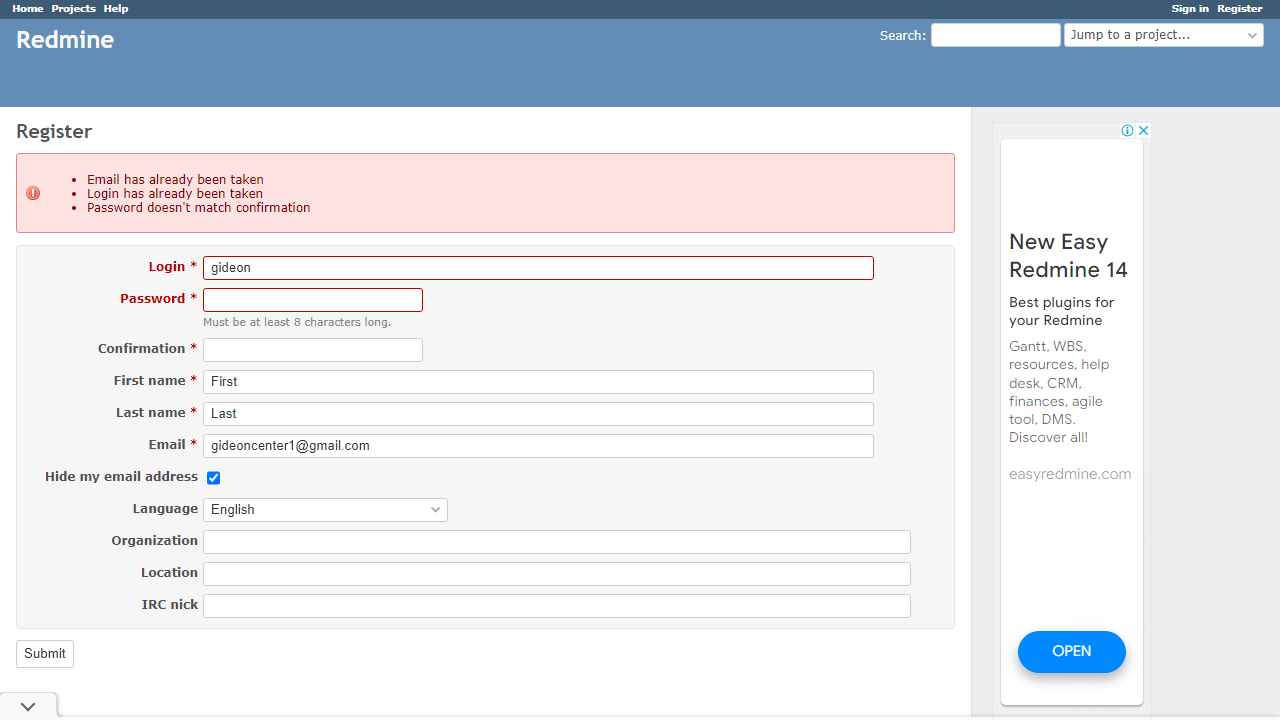 Home Projects Help Sign in Register
Redmine
Search: Jump to a project...
Register
Email has already been taken
Login has already been taken
Password doesn't match confirmation
Login * gideon
Password *
Must be at least 8 characters long.
Confirmation *
First name * First
Last name * Last
Email * gideoncenter1@gmail.com
Hide my email address
Language English
Organization
Location
IRC nick
Submit
New Easy
Redmine 14
Best plugins for
your Redmine
Gantt, WBS,
resources, help
desk, CRM,
finances, agile
tool, DMS.
Discover all!
easyredmine.com
OPEN